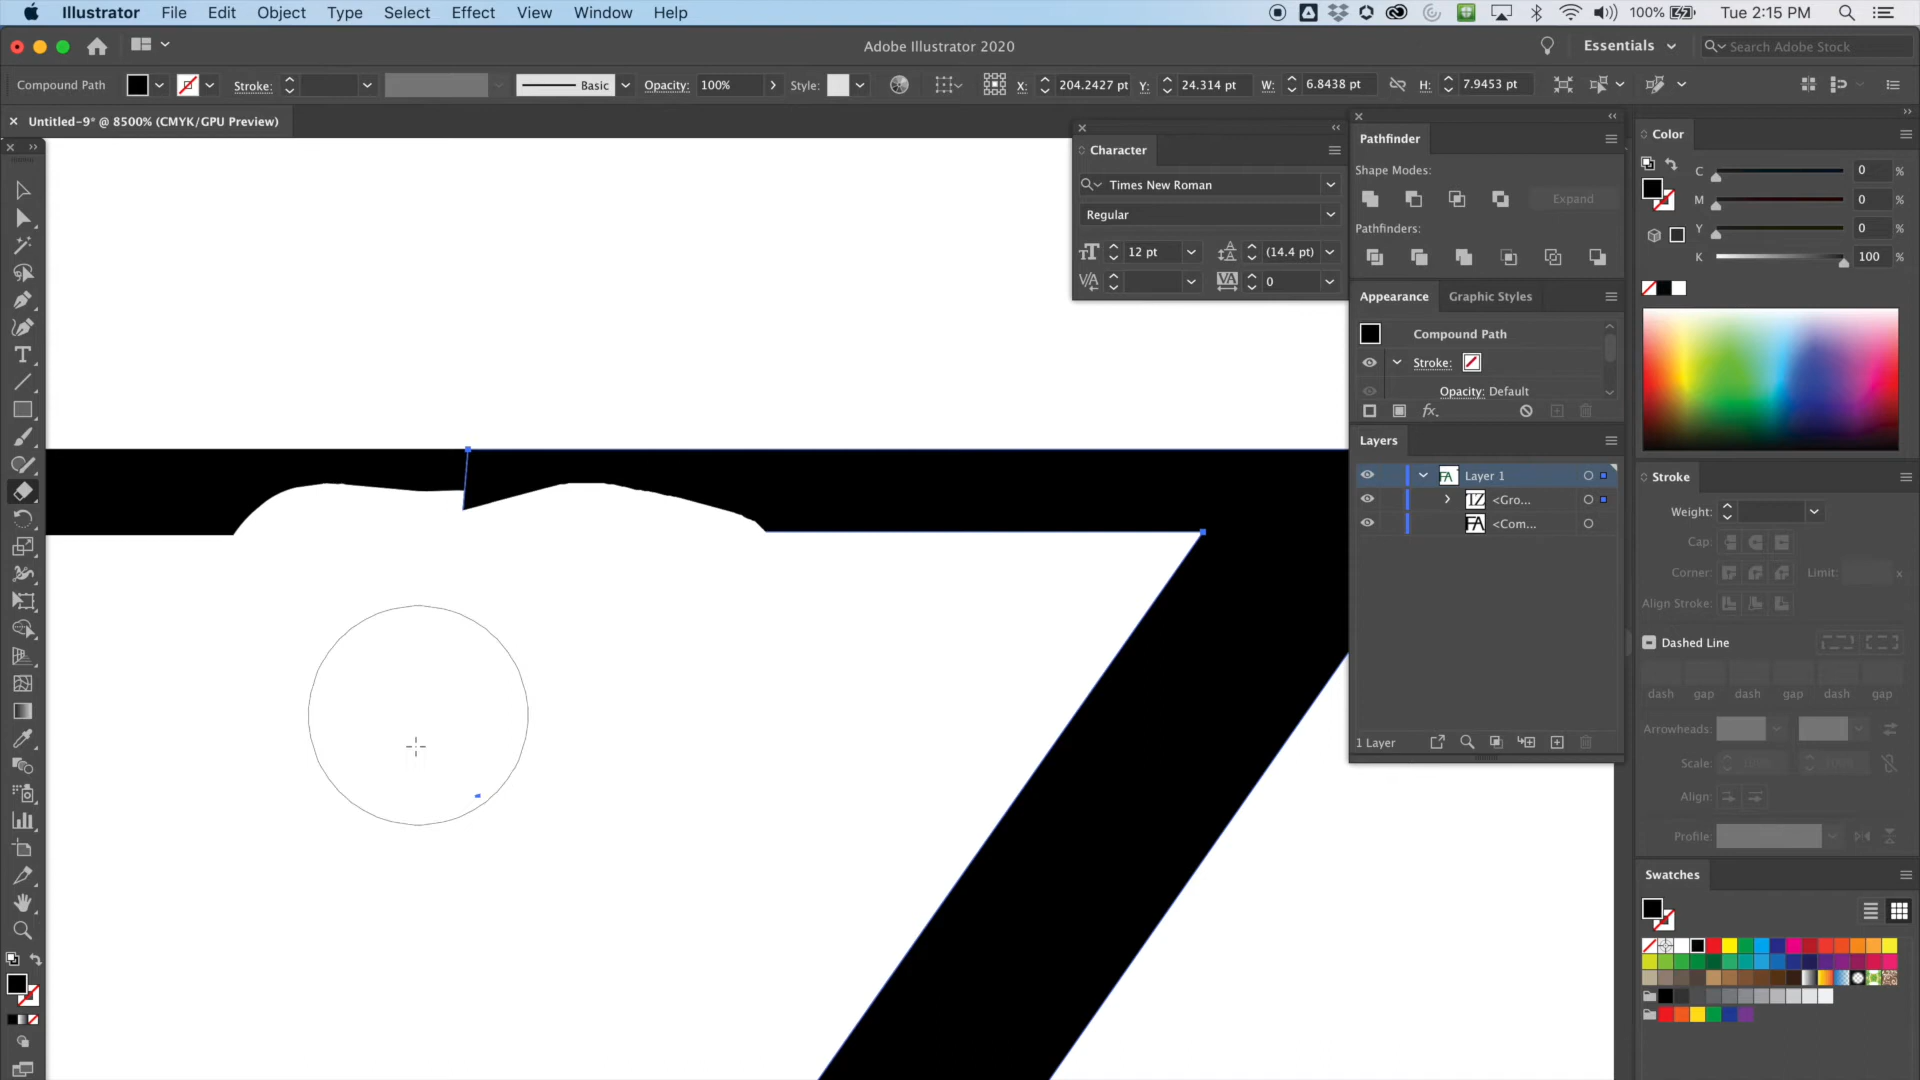 Illustrator File Edit Object Type Select Effect View Window Help 100% Tue 2:15 PM
Adobe Illustrator 2020 Essentials Search Adobe Stock
Compound Path Stroke: Basic Opacity: 100% Style: X: 204.2427 pt Y: 24.314 pt W: 6.8438 pt H: 7.9453 pt
Untitled-9* @ 8500% (CMYK/GPU Preview)
Character
Times New Roman
Regular
12 pt (14.4 pt)
0
Pathfinder
Shape Modes:
Expand
Pathfinders:
Appearance Graphic Styles
Compound Path
Stroke:
Opacity: Default
fx.
Layers
Layer 1
<Gro...
<Com...
1 Layer
Color
C 0 %
M 0 %
Y 0 %
K 100 %
Stroke
Weight:
Cap:
Corner: Limit: x
Align Stroke:
Dashed Line
dash gap dash gap dash gap
Arrowheads:
Scale: 100% 100%
Align:
Profile:
Swatches